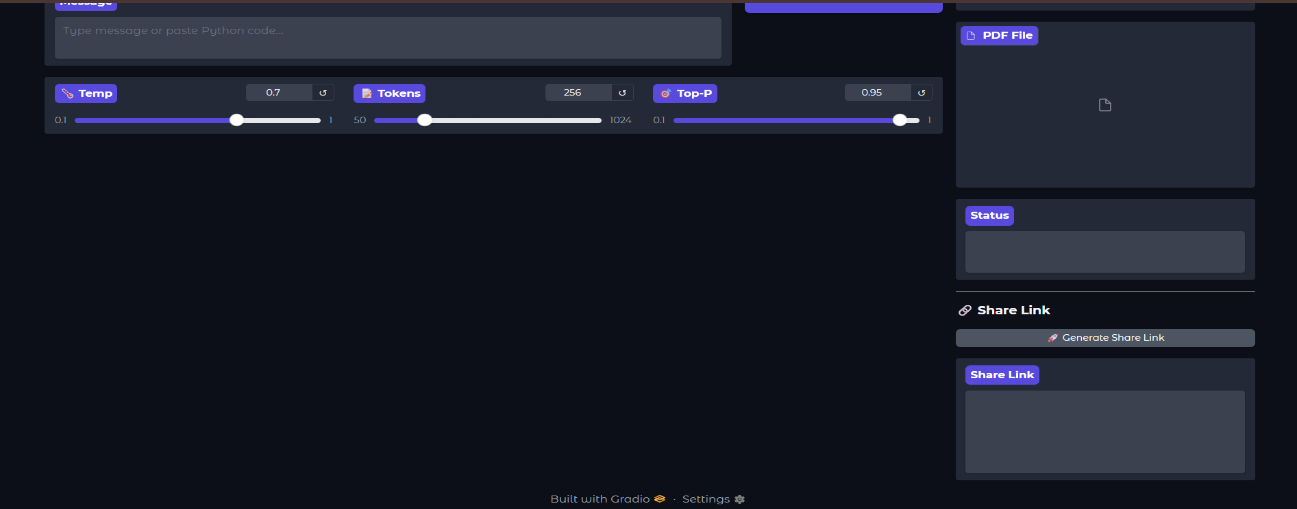 Message
Type message or paste Python code...
Temp
0.7
↺
0.1
1
Tokens
256
↺
50
1024
Top-P
0.95
↺
0.1
1
PDF File
Status
Share Link
Generate Share Link
Share Link
Built with Gradio · Settings